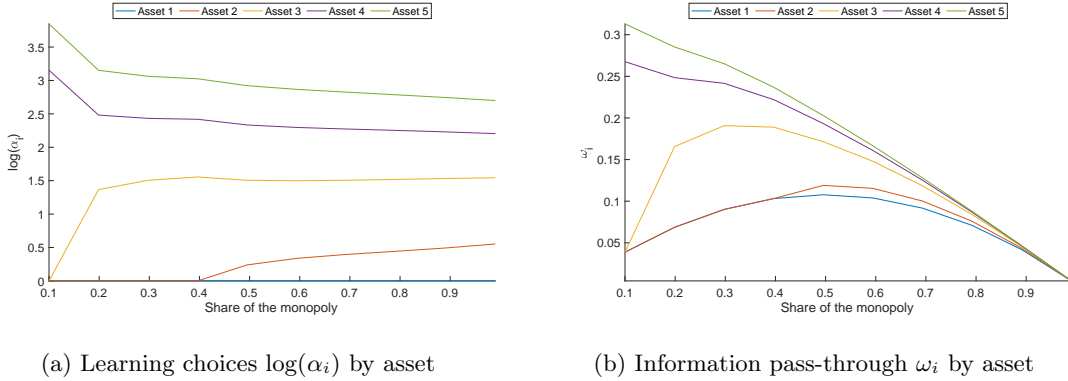 Asset 1 Asset 2 Asset 3 Asset 4 Asset 5
3.5
3
2.5
2
1.5
1
0.5
0
log(α_i)
0.1 0.2 0.3 0.4 0.5 0.6 0.7 0.8 0.9
Share of the monopoly
(a) Learning choices log(α_i) by asset
Asset 1 Asset 2 Asset 3 Asset 4 Asset 5
0.3
0.25
0.2
0.15
0.1
0.05
ω_i
0.1 0.2 0.3 0.4 0.5 0.6 0.7 0.8 0.9
Share of the monopoly
(b) Information pass-through ω_i by asset